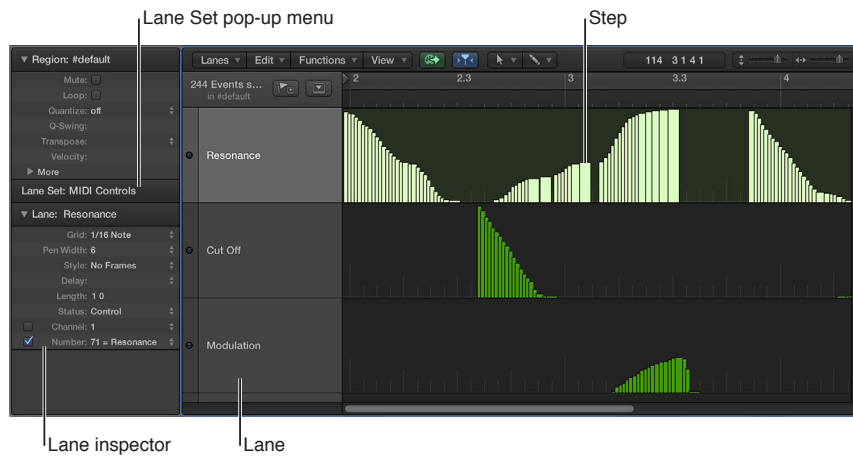 Lane Set pop-up menu
Step
Region: #default
Mute:
Loop:
Quantize: off
Q-Swing:
Transpose:
Velocity:
More
Lane Set: MIDI Controls
Lane: Resonance
Grid: 1/16 Note
Pen Width: 6
Style: No Frames
Delay:
Length: 1 0
Status: Control
Channel: 1
Number: 71 = Resonance
Lanes Edit Functions View
114 3 1 4 1
244 Events s...
in #default
2 2.3 3 3.3 4
Resonance
Cut Off
Modulation
Lane inspector
Lane